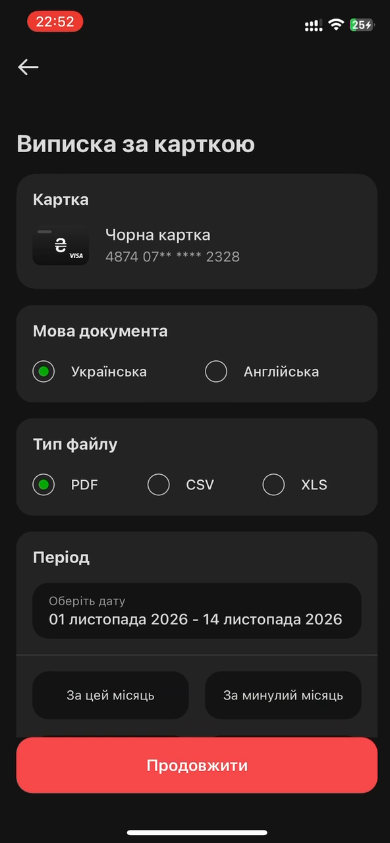 22:52
25
Виписка за карткою
Картка
₴
VISA
Чорна картка
4874 07** **** 2328
Мова документа
Українська
Англійська
Тип файлу
PDF
CSV
XLS
Період
Оберіть дату
01 листопада 2026 - 14 листопада 2026
За цей місяць
За минулий місяць
Продовжити